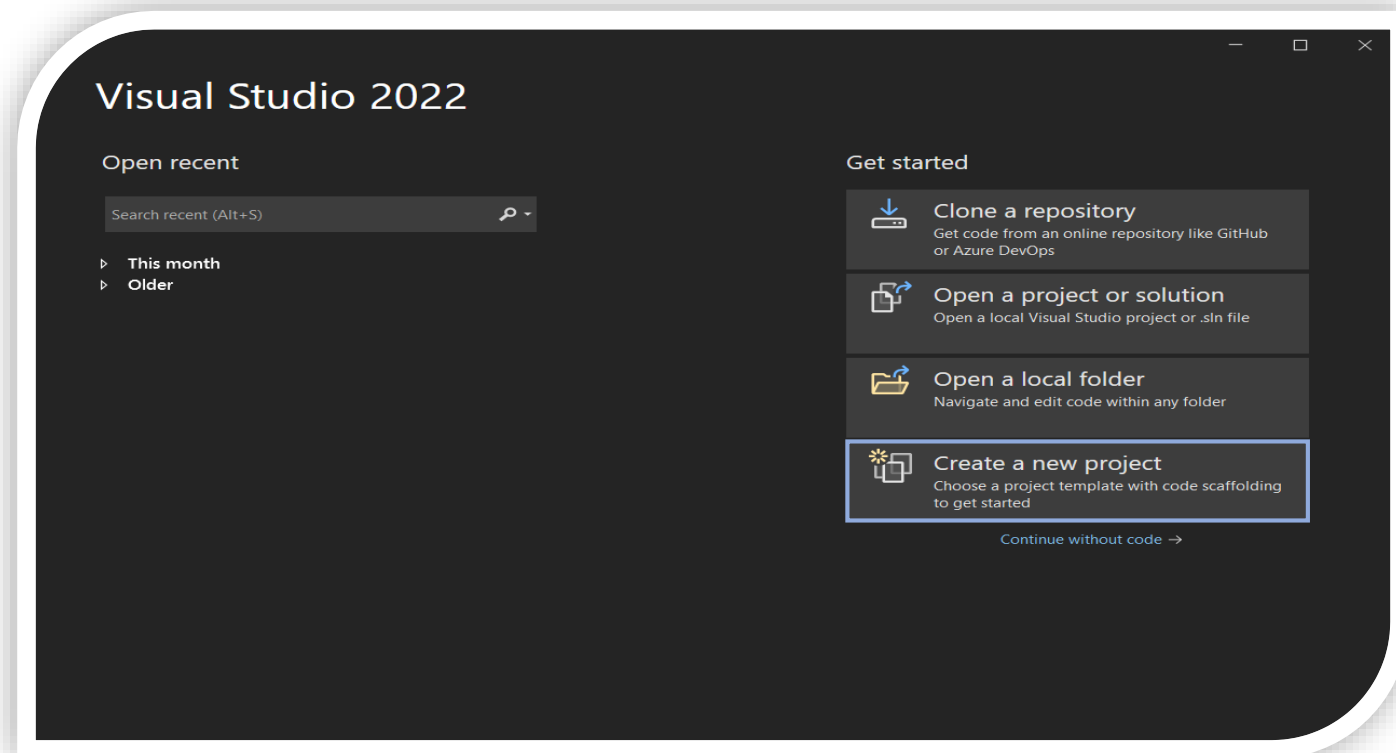 Visual Studio 2022
Open recent
Search recent (Alt+S)
This month
Older
Get started
Clone a repository
Get code from an online repository like GitHub
or Azure DevOps
Open a project or solution
Open a local Visual Studio project or .sln file
Open a local folder
Navigate and edit code within any folder
Create a new project
Choose a project template with code scaffolding
to get started
Continue without code →